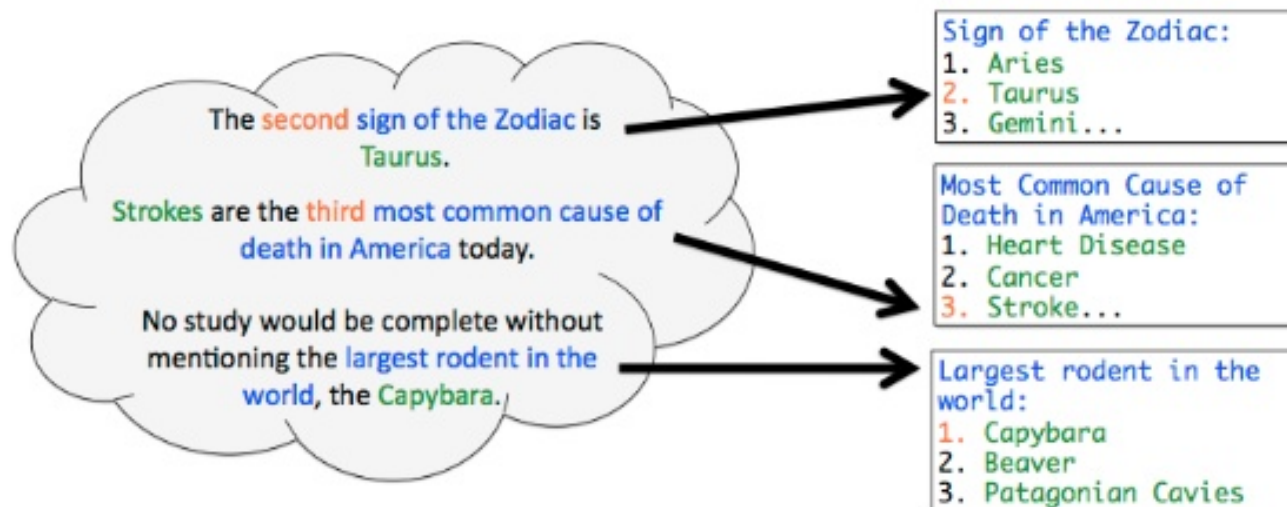 The second sign of the Zodiac is
Taurus.
Strokes are the third most common cause of
death in America today.
No study would be complete without
mentioning the largest rodent in the
world, the Capybara.
Sign of the Zodiac:
1. Aries
2. Taurus
3. Gemini...
Most Common Cause of
Death in America:
1. Heart Disease
2. Cancer
3. Stroke...
Largest rodent in the
world:
1. Capybara
2. Beaver
3. Patagonian Cavies